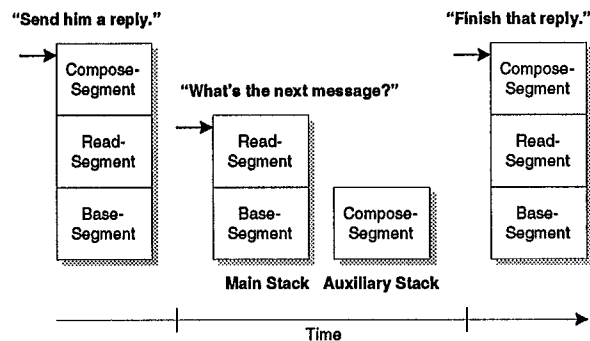 “Send him a reply.”
Compose-
Segment
Read-
Segment
Base-
Segment
“What’s the next message?”
Read-
Segment
Base-
Segment
Main Stack
Compose-
Segment
Auxillary Stack
“Finish that reply.”
Compose-
Segment
Read-
Segment
Base-
Segment
Time